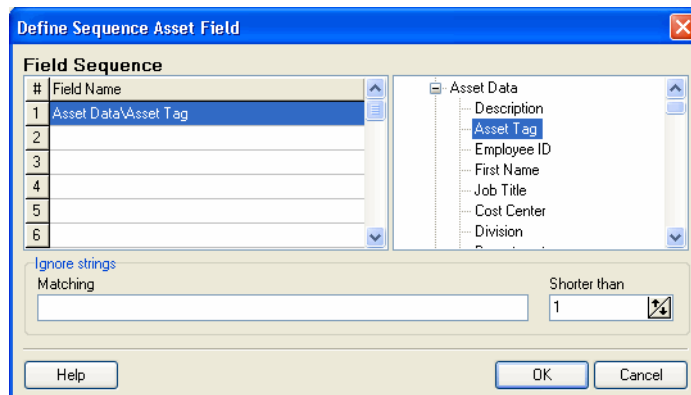 Define Sequence Asset Field
Field Sequence
# Field Name
1 Asset Data\Asset Tag
2
3
4
5
6
Asset Data
Description
Asset Tag
Employee ID
First Name
Job Title
Cost Center
Division
Ignore strings
Matching
Shorter than
1
Help
OK
Cancel